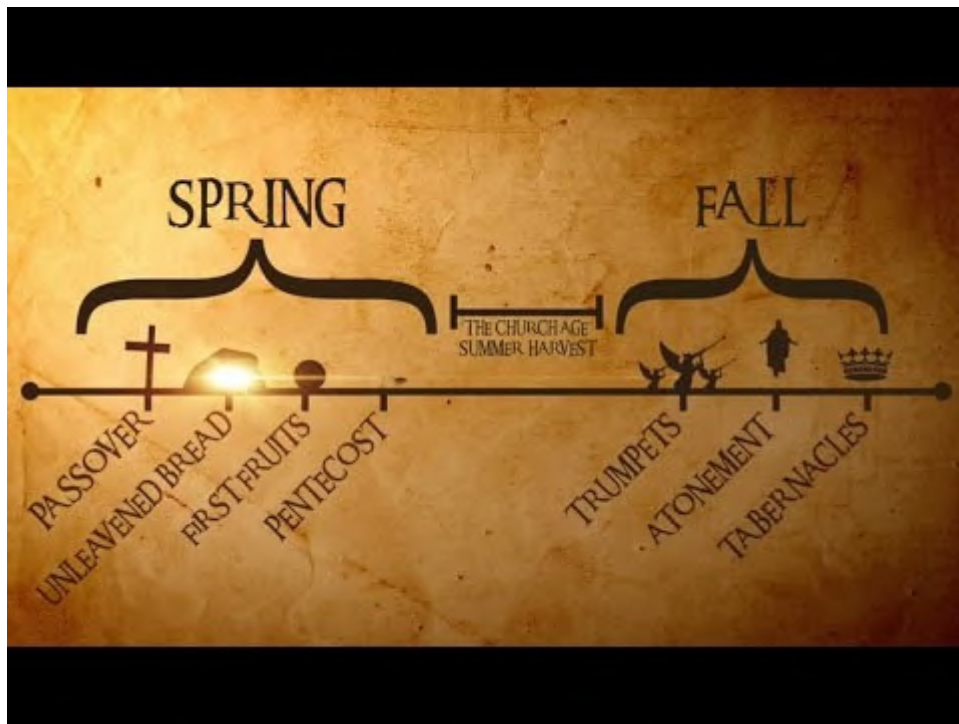 SPRING
FALL
THE CHURCH AGE
SUMMER HARVEST
PASSOVER
UNLEAVENED BREAD
FIRST FRUITS
PENTECOST
TRUMPETS
ATONEMENT
TABERNACLES